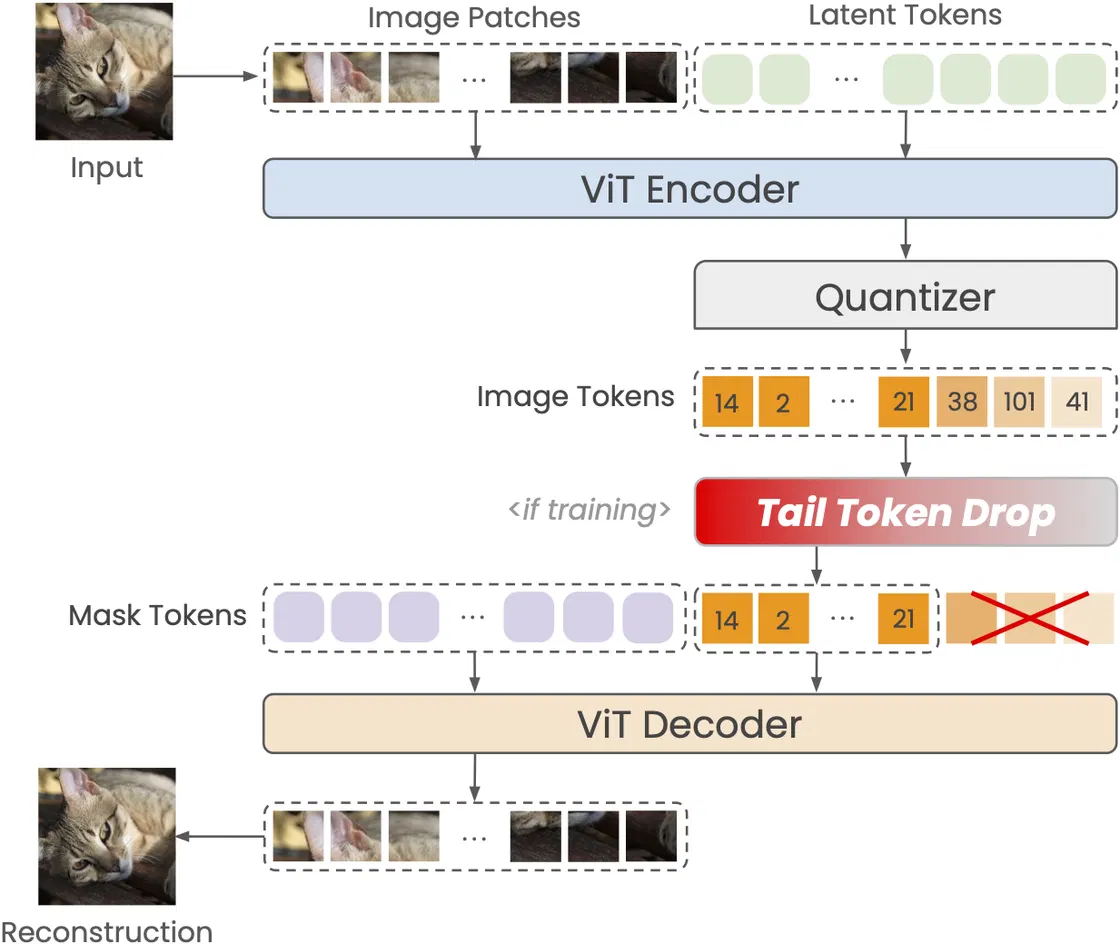 Image Patches
Latent Tokens
...
...
Input
ViT Encoder
Quantizer
Image Tokens
14 2 ... 21 38 101 41
<if training>
Tail Token Drop
Mask Tokens
...
14 2 ... 21
ViT Decoder
...
Reconstruction